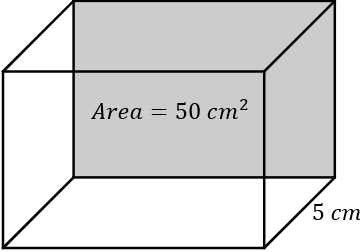 Area = 50 cm²
5 cm